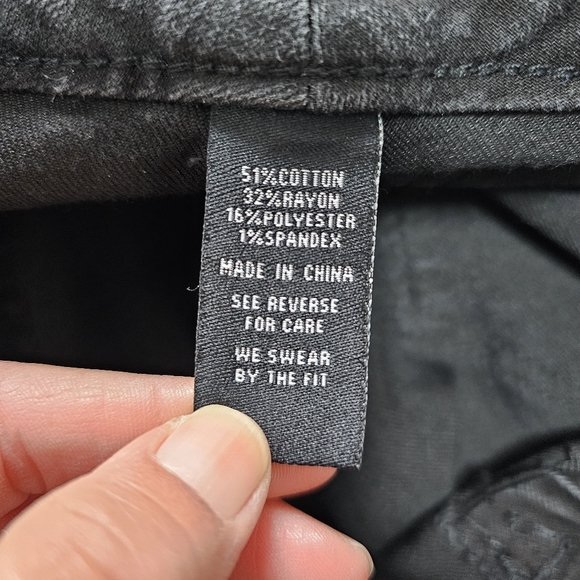 51%COTTON
32%RAYON
16%POLYESTER
1%SPANDEX
MADE IN CHINA
SEE REVERSE
FOR CARE
WE SWEAR
BY THE FIT